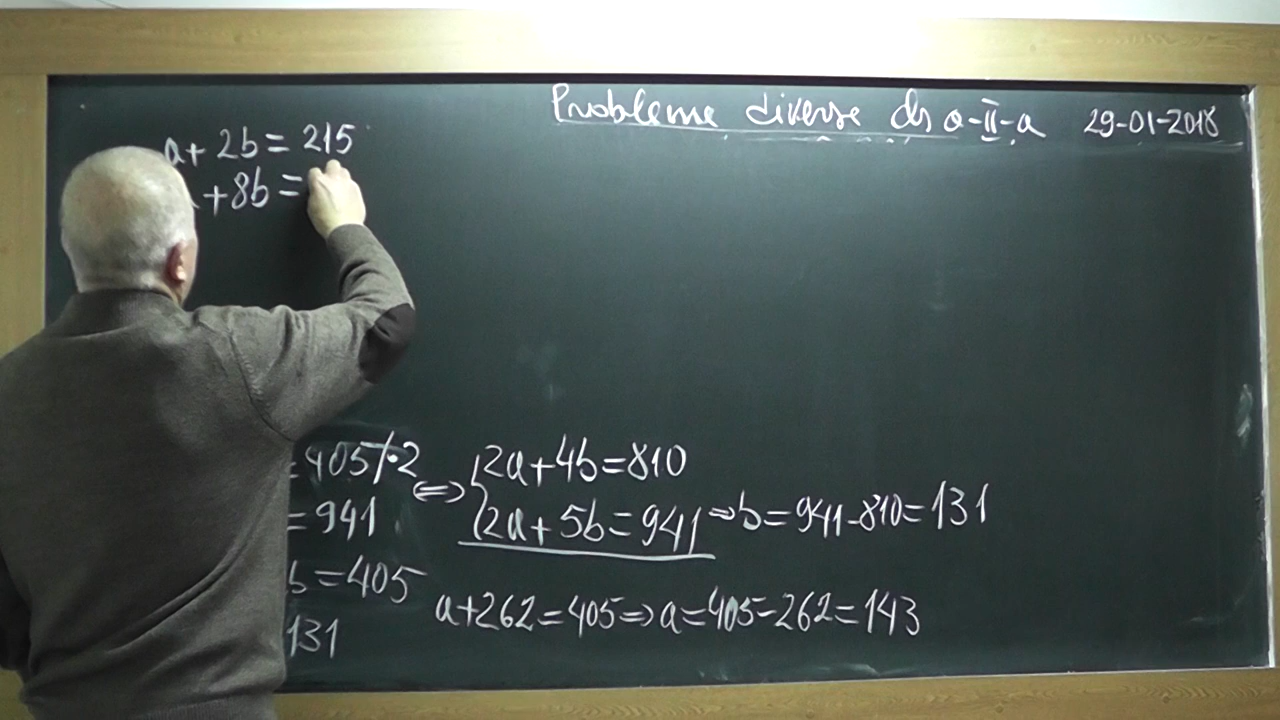 Probleme diverse cls a-II-a 29-01-2018
a+2b=215
+8b=
=405/·2 <=> {2a+4b=810
=941 {2a+5b=941 => b=941-810=131
b=405
a+262=405=>a=405-262=143
131